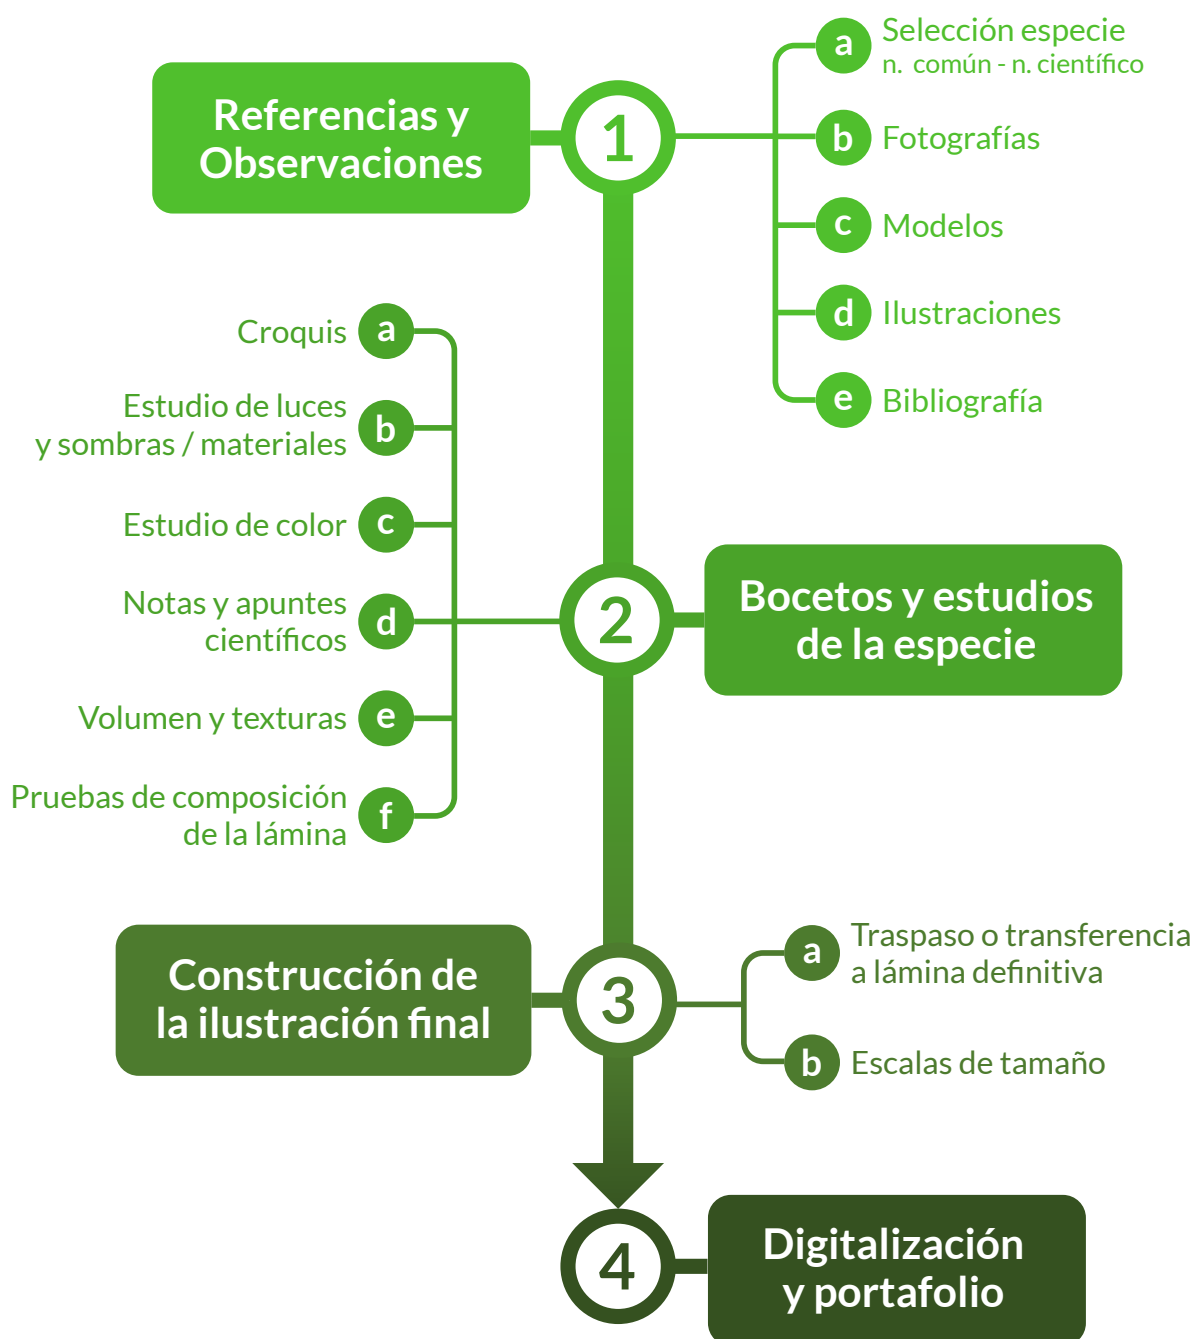 Referencias y
Observaciones
1
a
Selección especie
n. común - n. científico
b
Fotografías
c
Modelos
d
Ilustraciones
e
Bibliografía
Croquis
a
Estudio de luces
y sombras / materiales
b
Estudio de color
c
Notas y apuntes
científicos
d
Volumen y texturas
e
Pruebas de composición
de la lámina
f
2
Bocetos y estudios
de la especie
Construcción de
la ilustración final
3
a
Traspaso o transferencia
a lámina definitiva
b
Escalas de tamaño
4
Digitalización
y portafolio